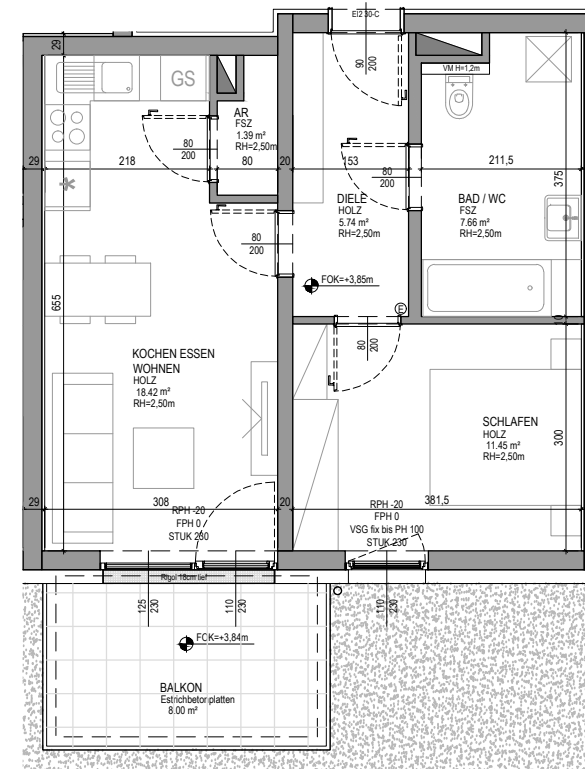 EI2 30-C
90
200
VM H=1,2m
29
GS
AR
FSZ
1.39 m²
RH=2,50m
80
200
29
218
80
20
153
80
200
211,5
375
DIELE
HOLZ
5.74 m²
RH=2,50m
BAD / WC
FSZ
7.66 m²
RH=2,50m
80
200
FOK=+3,85m
E
10
655
80
200
KOCHEN ESSEN
WOHNEN
HOLZ
18.42 m²
RH=2,50m
SCHLAFEN
HOLZ
11.45 m²
RH=2,50m
300
29
308
20
381,5
RPH -20
FPH 0
STUK 230
RPH -20
FPH 0
VSG fix bis PH 100
STUK 230
Rigol 18cm tief
125
230
110
230
110
230
FOK=+3,84m
BALKON
Estrichbetonplatten
8.00 m²